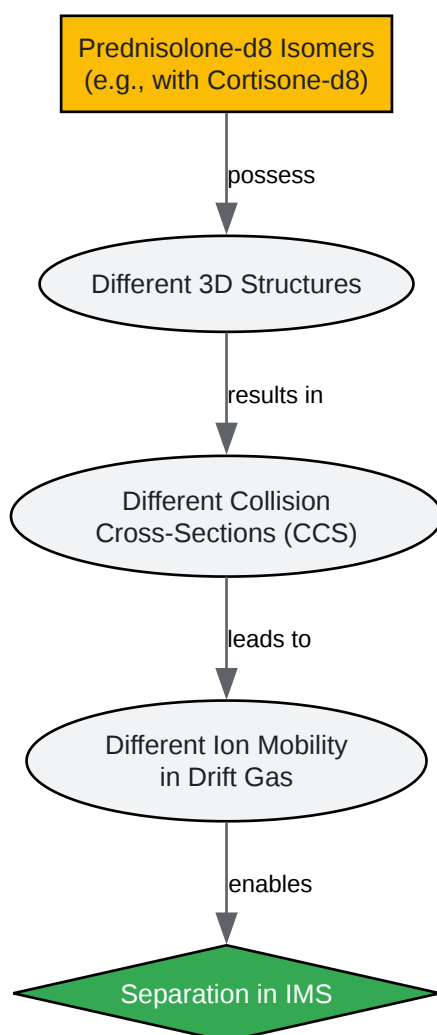 Prednisolone-d8 Isomers
(e.g., with Cortisone-d8)
possess
Different 3D Structures
results in
Different Collision
Cross-Sections (CCS)
leads to
Different Ion Mobility
in Drift Gas
enables
Separation in IMS